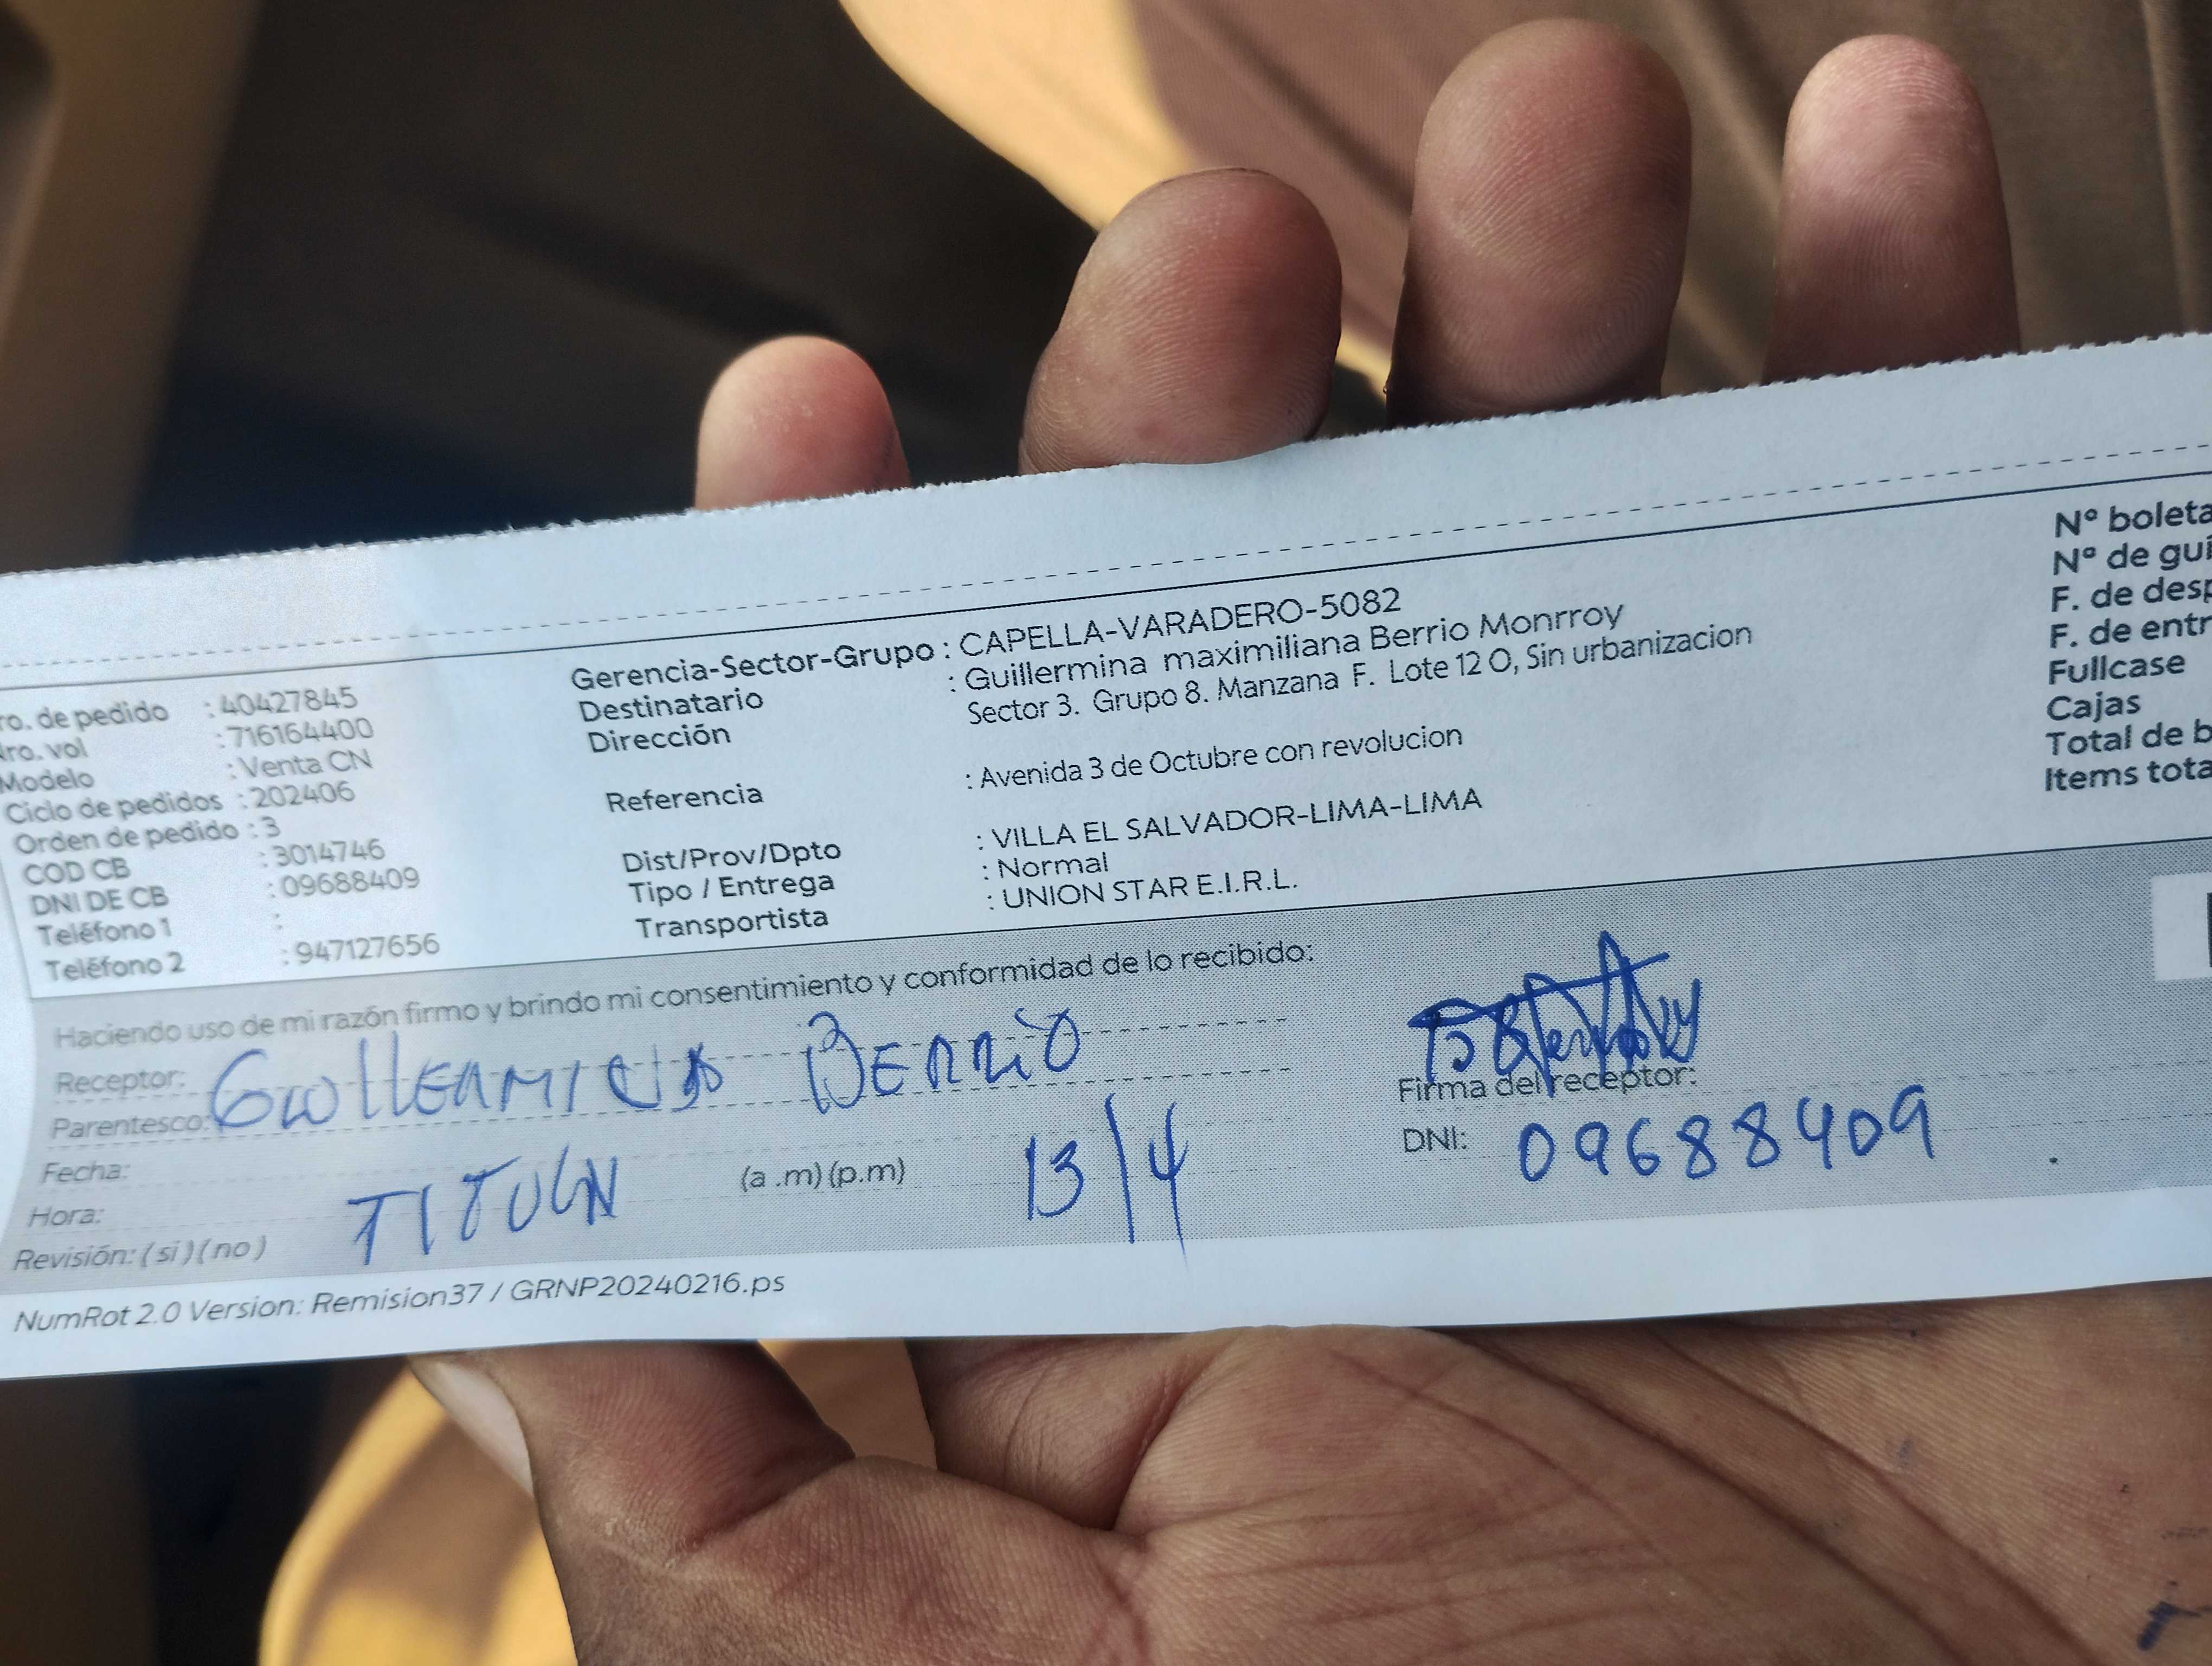 ro. de pedido : 40427845
ro. vol : 716164400
Modelo : Venta CN
Ciclo de pedidos : 202406
Orden de pedido : 3
COD CB : 3014746
DNI DE CB : 09688409
Teléfono 1 :
Teléfono 2 : 947127656
Gerencia-Sector-Grupo : CAPELLA-VARADERO-5082
Destinatario : Guillermina maximiliana Berrio Monrroy
Dirección Sector 3. Grupo 8. Manzana F. Lote 12 O, Sin urbanizacion
Referencia : Avenida 3 de Octubre con revolucion
Dist/Prov/Dpto : VILLA EL SALVADOR-LIMA-LIMA
Tipo / Entrega : Normal
Transportista : UNION STAR E.I.R.L.
Nº boleta
Nº de gui
F. de desp
F. de entr
Fullcase
Cajas
Total de b
Items tota
Haciendo uso de mi razón firmo y brindo mi consentimiento y conformidad de lo recibido:
Receptor: BERRIO
Parentesco:
Fecha:
Hora: (a .m) (p.m) 13/4
Revisión: ( si ) ( no )
Firma del receptor:
DNI: 09688409
NumRot 2.0 Version: Remision37 / GRNP20240216.ps